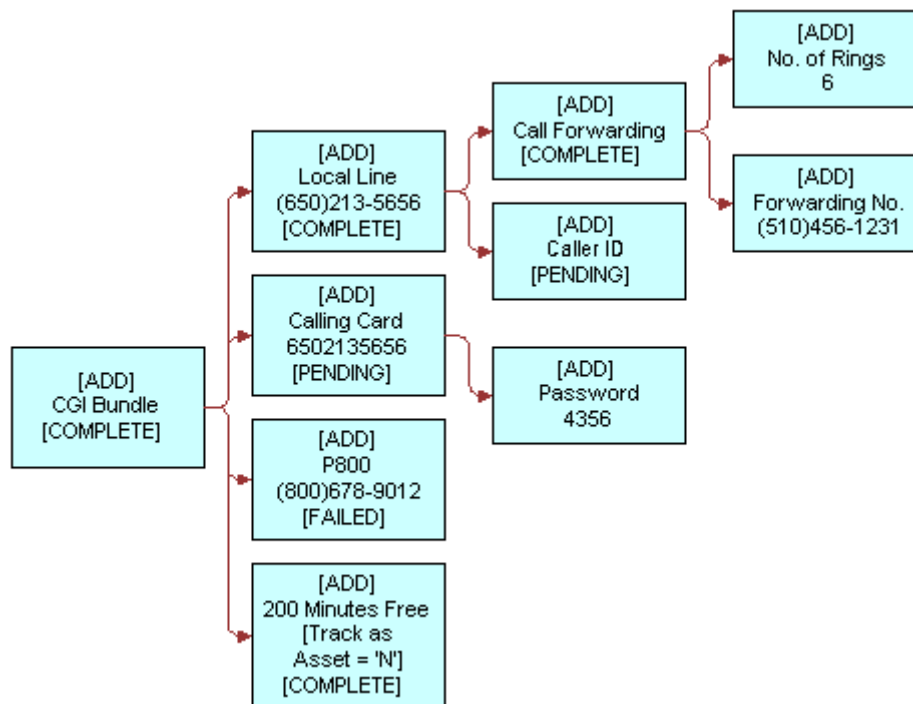 [ADD]
CGI Bundle
[COMPLETE]
[ADD]
Local Line
(650)213-5656
[COMPLETE]
[ADD]
Calling Card
6502135656
[PENDING]
[ADD]
P800
(800)678-9012
[FAILED]
[ADD]
200 Minutes Free
[Track as
Asset = 'N']
[COMPLETE]
[ADD]
Call Forwarding
[COMPLETE]
[ADD]
Caller ID
[PENDING]
[ADD]
Password
4356
[ADD]
No. of Rings
6
[ADD]
Forwarding No.
(510)456-1231